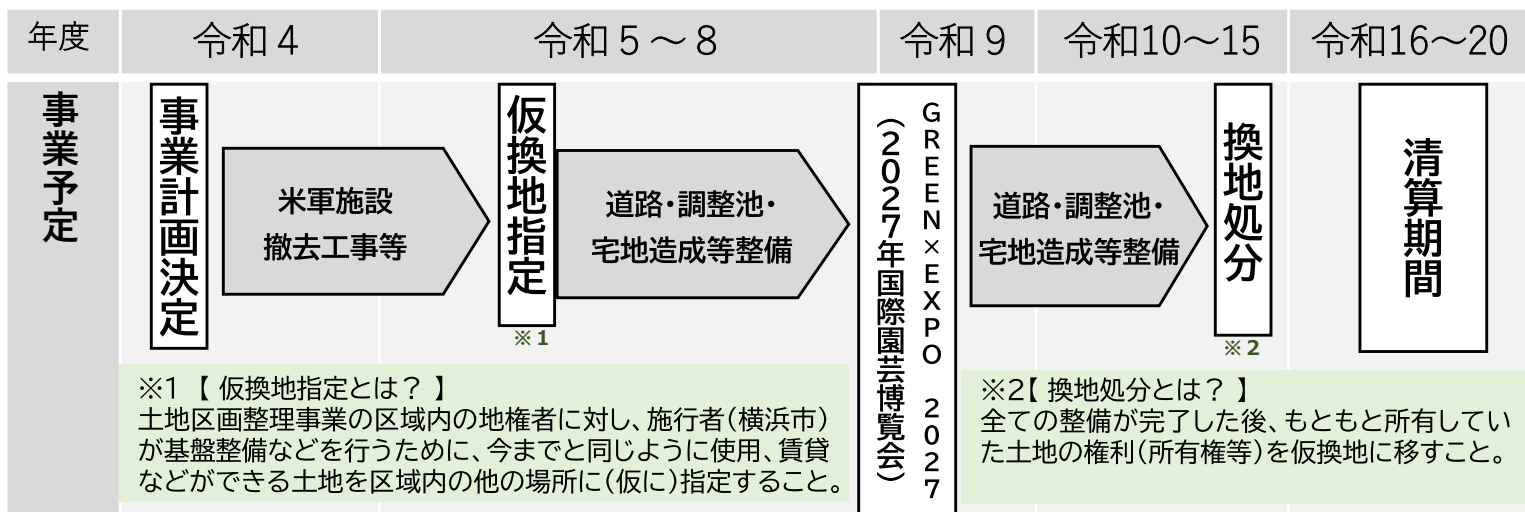 年度
令和４
令和５～８
令和９
令和10～15
令和16～20
事業予定
事業計画決定
米軍施設
撤去工事等
仮換地指定
※1
道路・調整池・
宅地造成等整備
GREEN×EXPO 2027
（2027年国際園芸博覧会）
道路・調整池・
宅地造成等整備
換地処分
※2
清算期間
※1 【 仮換地指定とは？ 】
土地区画整理事業の区域内の地権者に対し、施行者（横浜市）
が基盤整備などを行うために、今までと同じように使用、賃貸
などができる土地を区域内の他の場所に（仮に）指定すること。
※2【 換地処分とは？ 】
全ての整備が完了した後、もともと所有してい
た土地の権利（所有権等）を仮換地に移すこと。